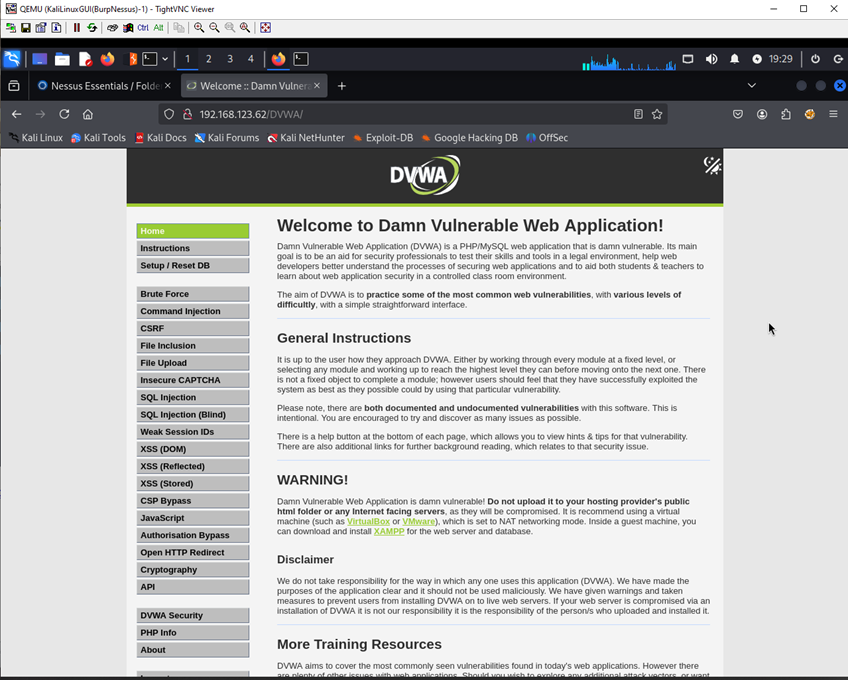 QEMU (KaliLinuxGUI(BurpNessus)-1) - TightVNC Viewer
Ctrl Alt
1 2 3 4 19:29
Nessus Essentials / Folde
Welcome :: Damn Vulnera
192.168.123.62/DVWA/
Kali Linux Kali Tools Kali Docs Kali Forums Kali NetHunter Exploit-DB Google Hacking DB OffSec
DVWA
Home
Instructions
Setup / Reset DB
Brute Force
Command Injection
CSRF
File Inclusion
File Upload
Insecure CAPTCHA
SQL Injection
SQL Injection (Blind)
Weak Session IDs
XSS (DOM)
XSS (Reflected)
XSS (Stored)
CSP Bypass
JavaScript
Authorisation Bypass
Open HTTP Redirect
Cryptography
API
DVWA Security
PHP Info
About
Welcome to Damn Vulnerable Web Application!
Damn Vulnerable Web Application (DVWA) is a PHP/MySQL web application that is damn vulnerable. Its main
goal is to be an aid for security professionals to test their skills and tools in a legal environment, help web
developers better understand the processes of securing web applications and to aid both students & teachers to
learn about web application security in a controlled class room environment.
The aim of DVWA is to practice some of the most common web vulnerabilities, with various levels of
difficultly, with a simple straightforward interface.
General Instructions
It is up to the user how they approach DVWA. Either by working through every module at a fixed level, or
selecting any module and working up to reach the highest level they can before moving onto the next one. There
is not a fixed object to complete a module; however users should feel that they have successfully exploited the
system as best as they possible could by using that particular vulnerability.
Please note, there are both documented and undocumented vulnerabilities with this software. This is
intentional. You are encouraged to try and discover as many issues as possible.
There is a help button at the bottom of each page, which allows you to view hints & tips for that vulnerability.
There are also additional links for further background reading, which relates to that security issue.
WARNING!
Damn Vulnerable Web Application is damn vulnerable! Do not upload it to your hosting provider's public
html folder or any Internet facing servers, as they will be compromised. It is recommend using a virtual
machine (such as VirtualBox or VMware), which is set to NAT networking mode. Inside a guest machine, you
can download and install XAMPP for the web server and database.
Disclaimer
We do not take responsibility for the way in which any one uses this application (DVWA). We have made the
purposes of the application clear and it should not be used maliciously. We have given warnings and taken
measures to prevent users from installing DVWA on to live web servers. If your web server is compromised via an
installation of DVWA it is not our responsibility it is the responsibility of the person/s who uploaded and installed it.
More Training Resources
DVWA aims to cover the most commonly seen vulnerabilities found in today's web applications. However there
are plenty of other issues with web applications. Should you wish to explore any additional attack vectors, or want